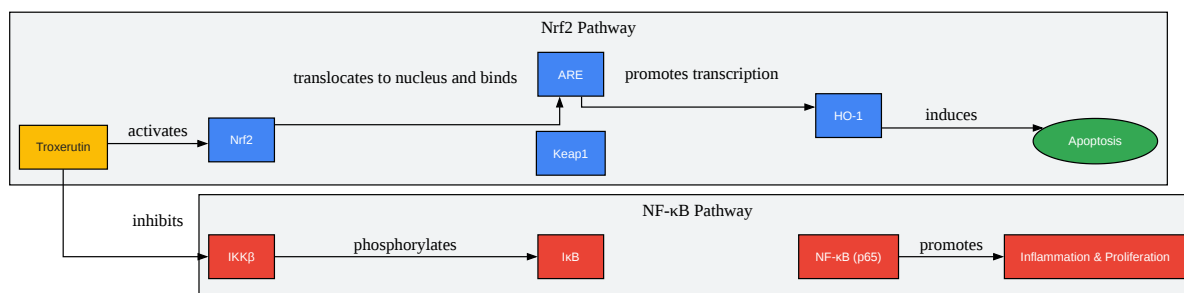 Nrf2 Pathway
translocates to nucleus and binds
ARE
promotes transcription
Troxerutin
activates
Nrf2
Keap1
HO-1
induces
Apoptosis
NF-κB Pathway
inhibits
IKKβ
phosphorylates
IκB
NF-κB (p65)
promotes
Inflammation & Proliferation